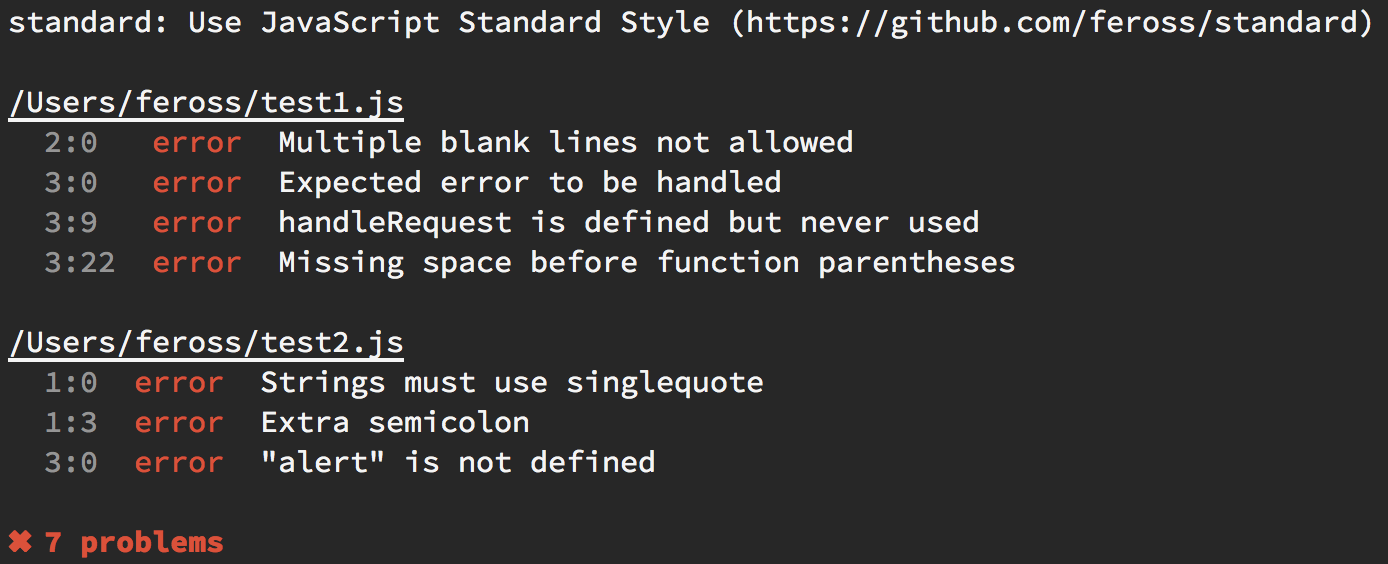 standard: Use JavaScript Standard Style (https://github.com/feross/standard)
/Users/feross/test1.js
2:0 error Multiple blank lines not allowed
3:0 error Expected error to be handled
3:9 error handleRequest is defined but never used
3:22 error Missing space before function parentheses
/Users/feross/test2.js
1:0 error Strings must use singlequote
1:3 error Extra semicolon
3:0 error "alert" is not defined
✖ 7 problems